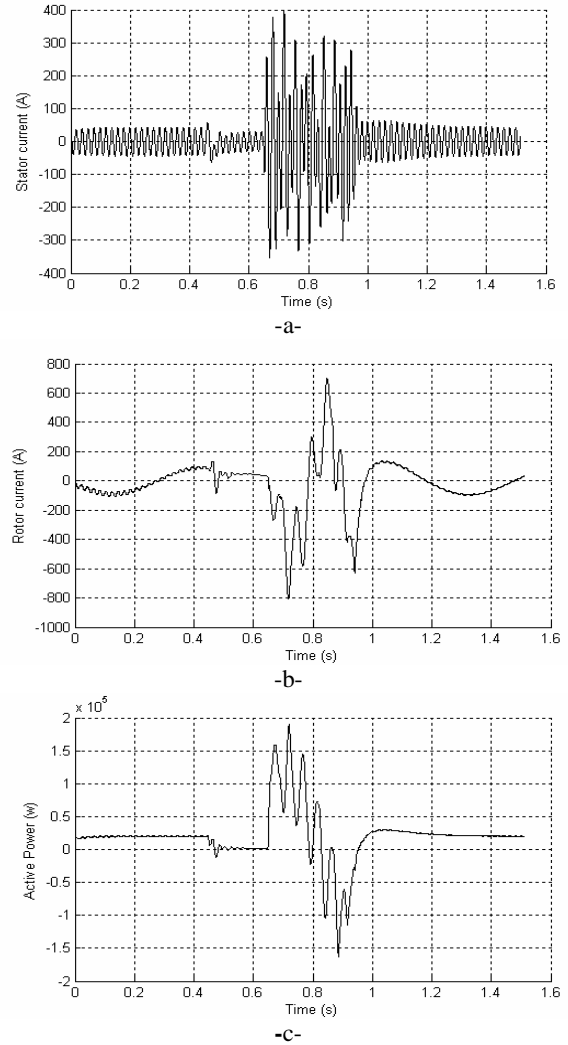 400
300
200
100
0
-100
-200
-300
-400
Stator current (A)
0 0.2 0.4 0.6 0.8 1 1.2 1.4 1.6
Time (s)
-a-
800
600
400
200
0
-200
-400
-600
-800
-1000
Rotor current (A)
0 0.2 0.4 0.6 0.8 1 1.2 1.4 1.6
Time (s)
-b-
x 10^5
2
1.5
1
0.5
0
-0.5
-1
-1.5
-2
Active Power (w)
0 0.2 0.4 0.6 0.8 1 1.2 1.4 1.6
Time (s)
-c-